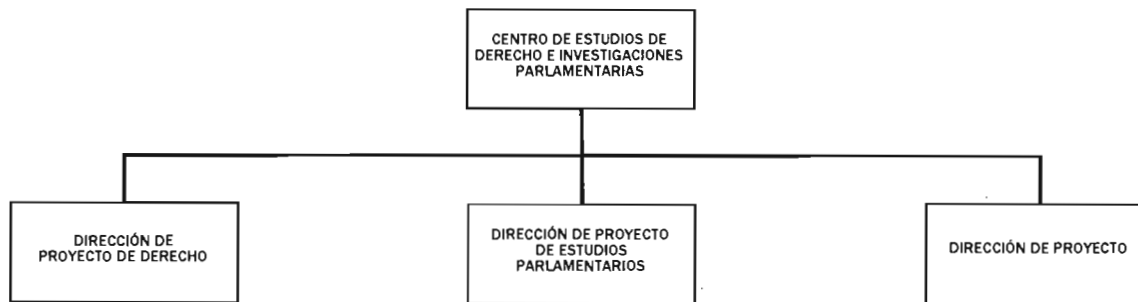 CENTRO DE ESTUDIOS DE
DERECHO E INVESTIGACIONES
PARLAMENTARIAS
DIRECCIÓN DE
PROYECTO DE DERECHO
DIRECCIÓN DE PROYECTO
DE ESTUDIOS
PARLAMENTARIOS
DIRECCIÓN DE PROYECTO